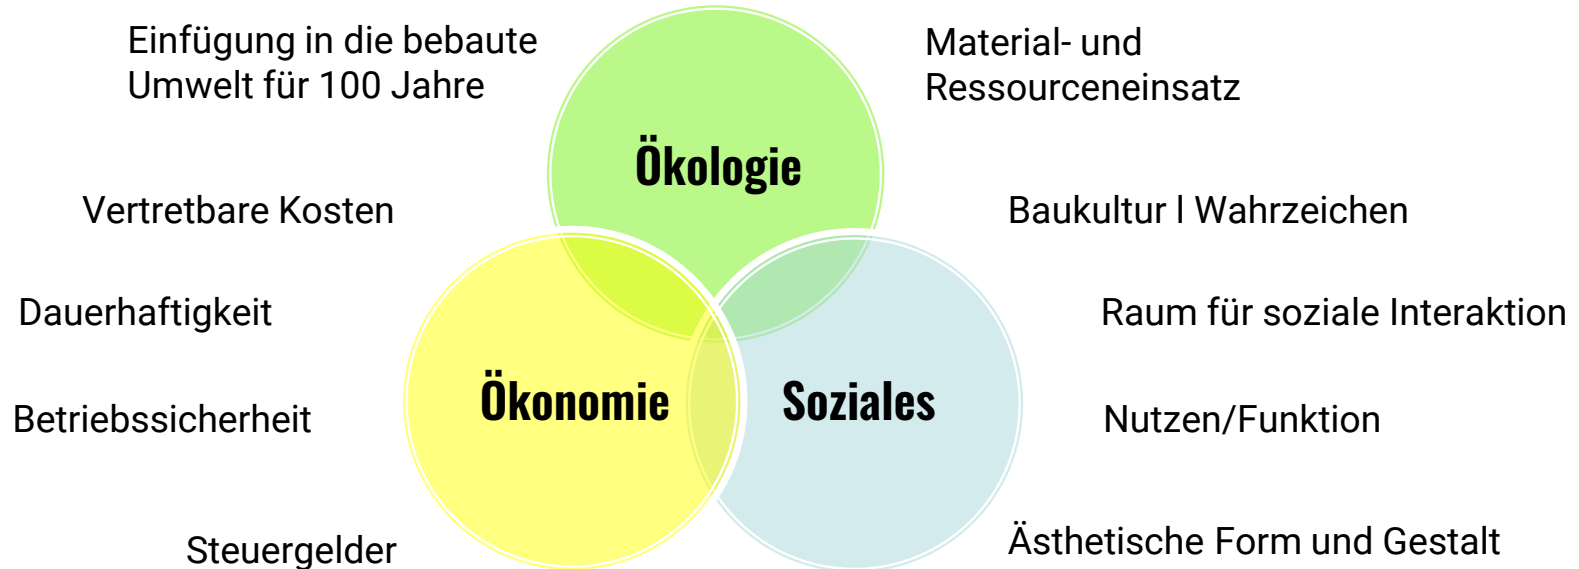 Einfügung in die bebaute
Umwelt für 100 Jahre
Material- und
Ressourceneinsatz
Ökologie
Vertretbare Kosten
Baukultur l Wahrzeichen
Dauerhaftigkeit
Raum für soziale Interaktion
Ökonomie
Soziales
Betriebssicherheit
Nutzen/Funktion
Steuergelder
Ästhetische Form und Gestalt